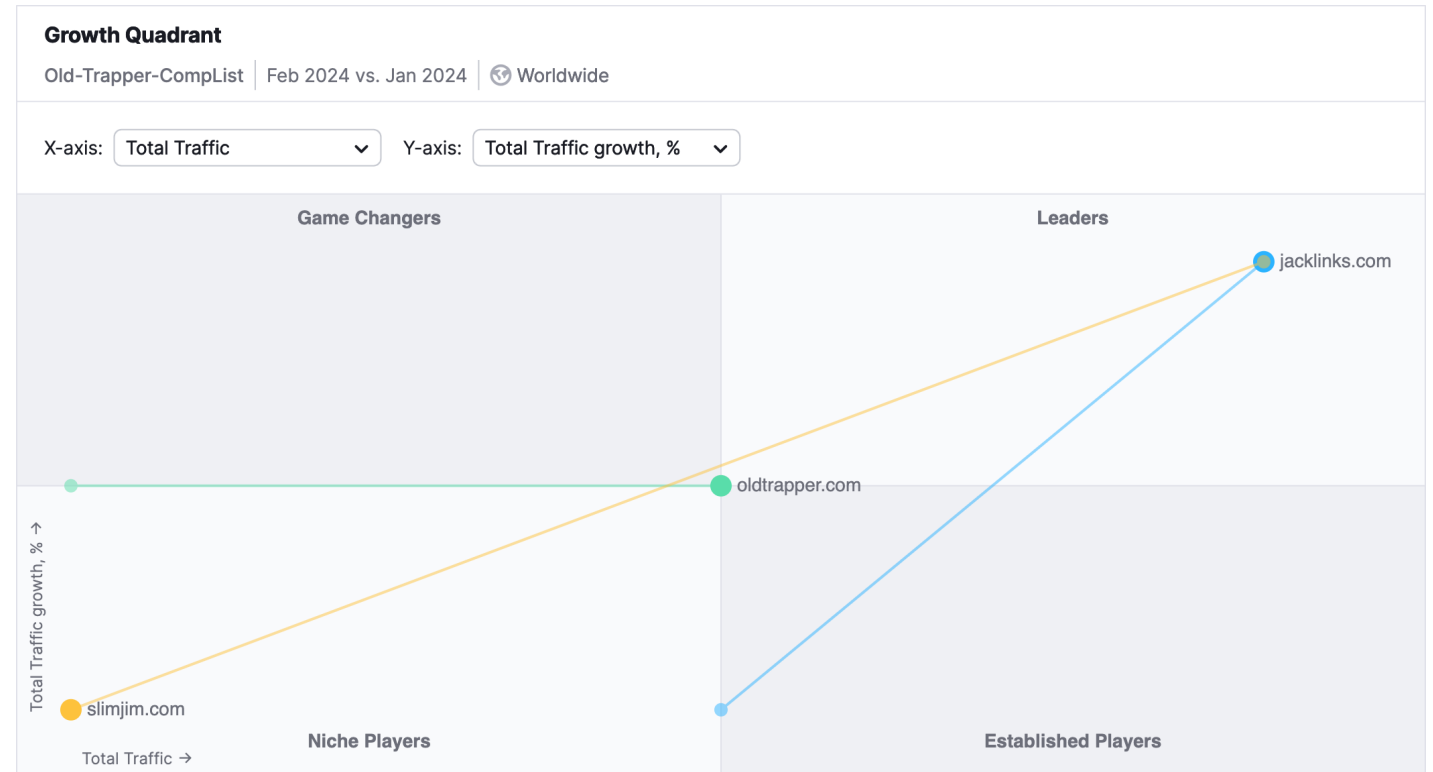 Growth Quadrant
Old-Trapper-CompList Feb 2024 vs. Jan 2024 Worldwide
X-axis: Total Traffic Y-axis: Total Traffic growth, %
Game Changers Leaders
jacklinks.com
oldtrapper.com
Total Traffic growth, % →
slimjim.com
Niche Players Established Players
Total Traffic →